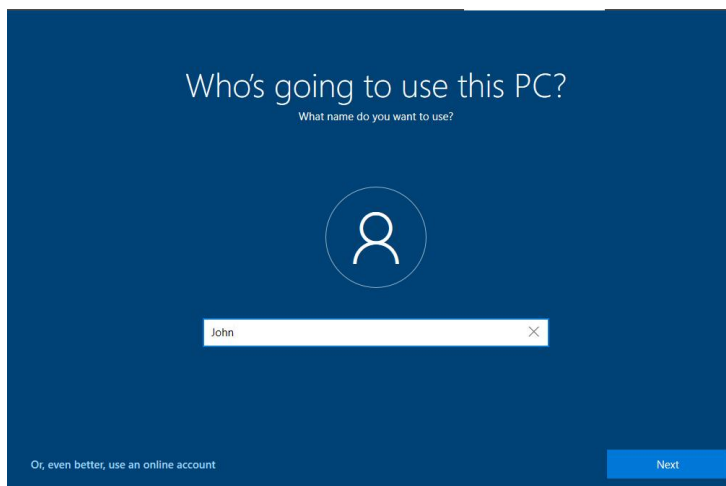 Who's going to use this PC?
What name do you want to use?
John
Or, even better, use an online account
Next